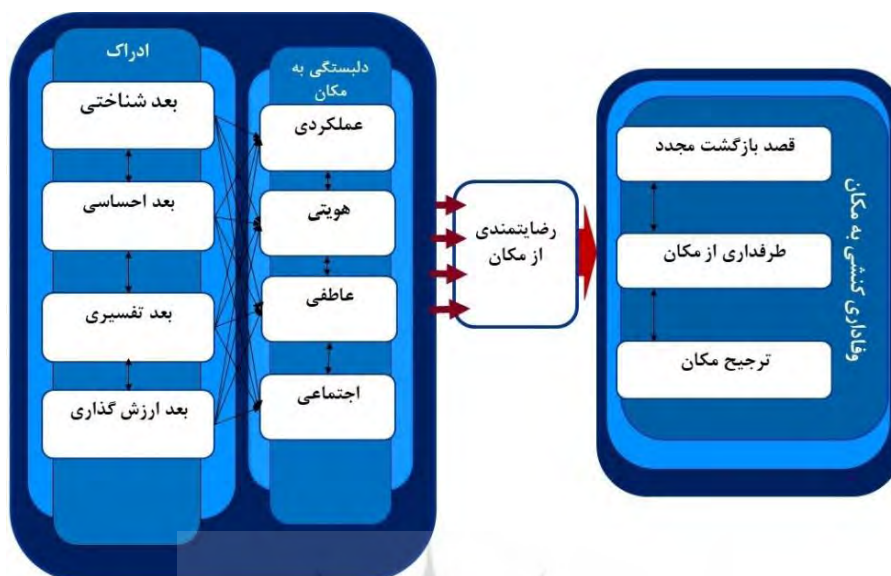 ادراک
بعد شناختی
بعد احساسی
بعد تفسیری
بعد ارزش گذاری
دلبستگی به
مکان
عملکردی
هویتی
عاطفی
اجتماعی
رضایتمندی
از مکان
قصد بازگشت مجدد
طرفداری از مکان
ترجیح مکان
وفاداری کنشی به مکان